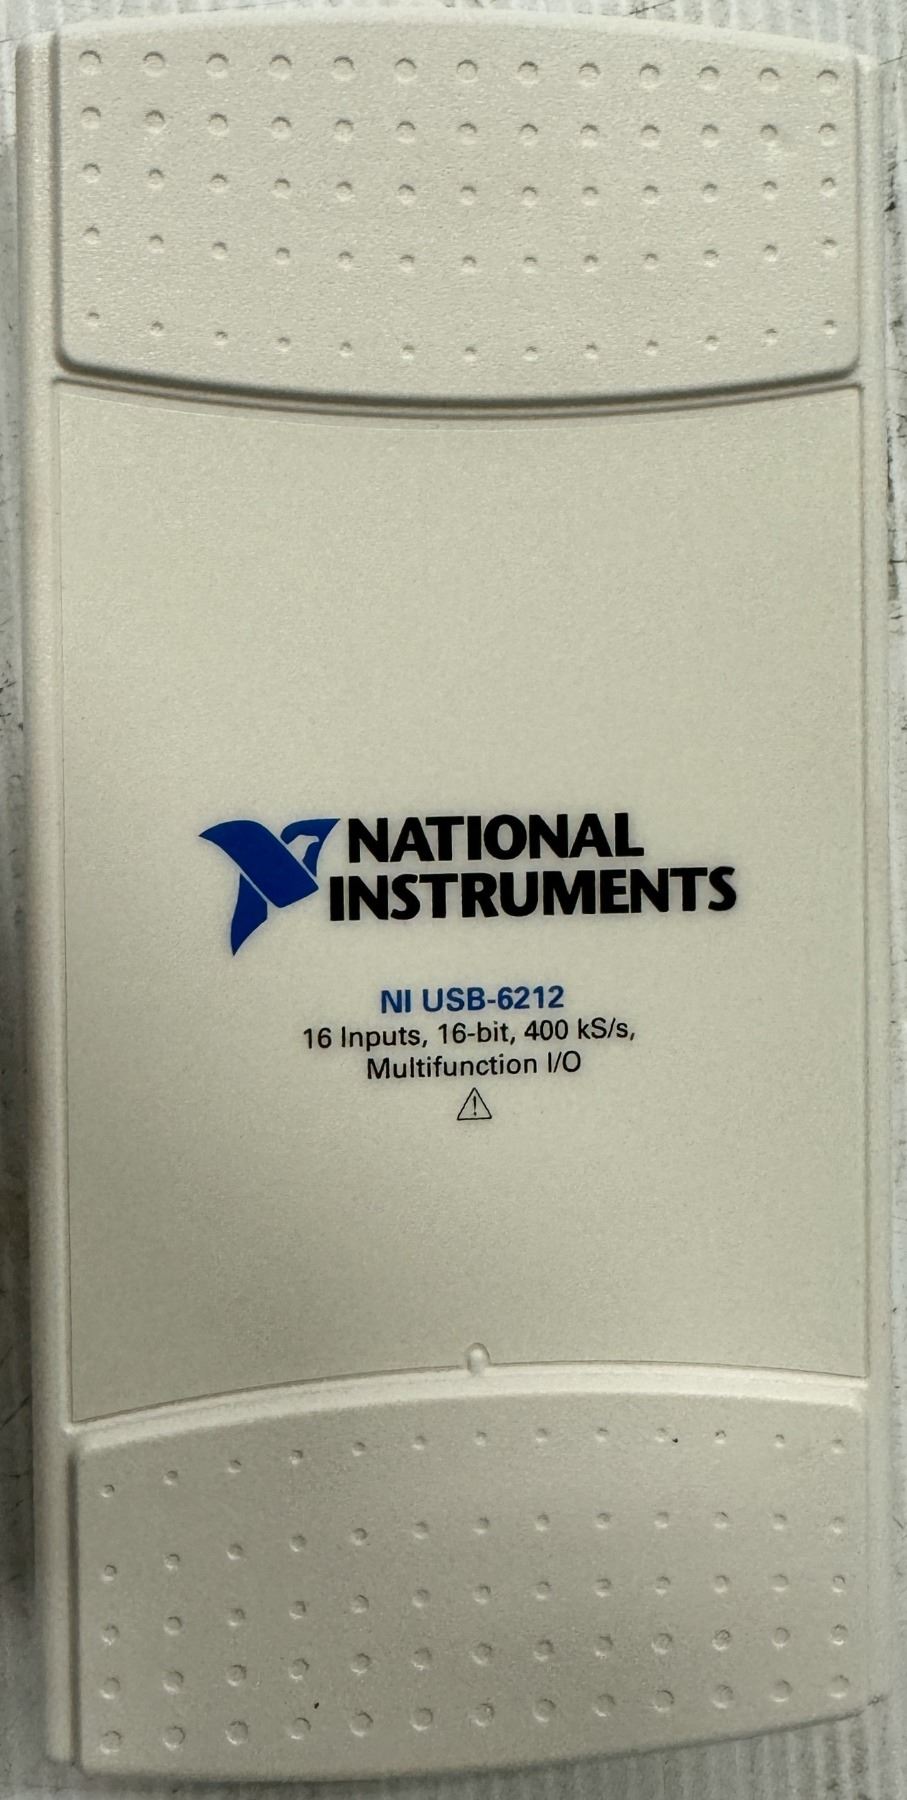 NATIONAL
INSTRUMENTS
NI USB-6212
16 Inputs, 16-bit, 400 kS/s,
Multifunction I/O